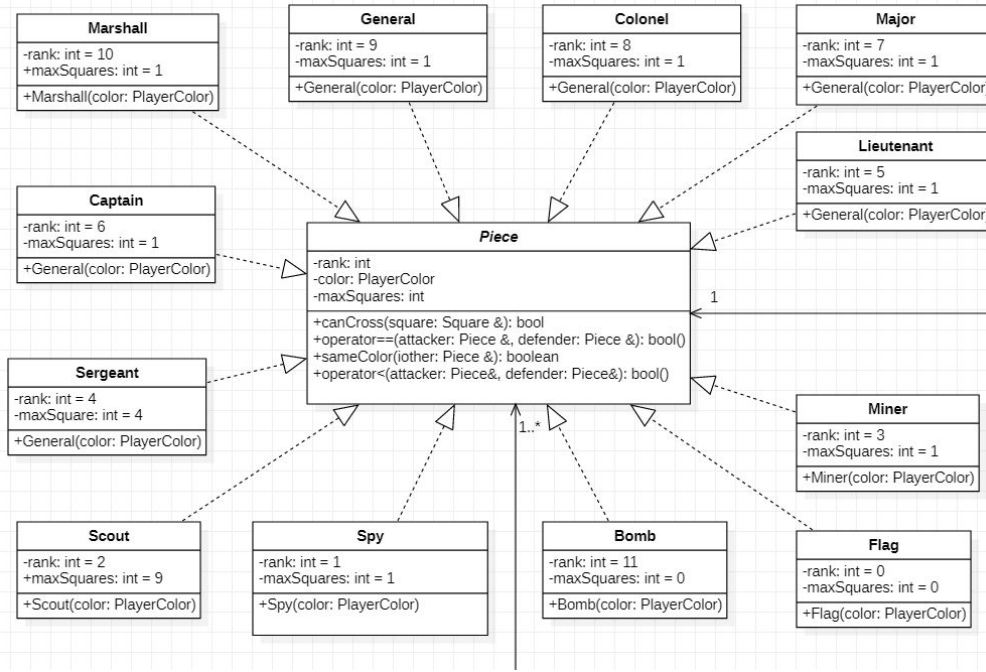 Marshall
-rank: int = 10
+maxSquares: int = 1
+Marshall(color: PlayerColor)
General
-rank: int = 9
-maxSquares: int = 1
+General(color: PlayerColor)
Colonel
-rank: int = 8
-maxSquares: int = 1
+General(color: PlayerColor)
Major
-rank: int = 7
-maxSquares: int = 1
+General(color: PlayerColor)
Lieutenant
-rank: int = 5
-maxSquares: int = 1
+General(color: PlayerColor)
Captain
-rank: int = 6
-maxSquares: int = 1
+General(color: PlayerColor)
Piece
-rank: int
-color: PlayerColor
-maxSquares: int
+canCross(square: Square &): bool
+operator==(attacker: Piece &, defender: Piece &): bool()
+sameColor(iother: Piece &): boolean
+operator<(attacker: Piece&, defender: Piece&): bool()
1
1..*
Sergeant
-rank: int = 4
-maxSquare: int = 4
+General(color: PlayerColor)
Miner
-rank: int = 3
-maxSquares: int = 1
+Miner(color: PlayerColor)
Scout
-rank: int = 2
+maxSquares: int = 9
+Scout(color: PlayerColor)
Spy
-rank: int = 1
-maxSquares: int = 1
+Spy(color: PlayerColor)
Bomb
-rank: int = 11
-maxSquares: int = 0
+Bomb(color: PlayerColor)
Flag
-rank: int = 0
-maxSquares: int = 0
+Flag(color: PlayerColor)